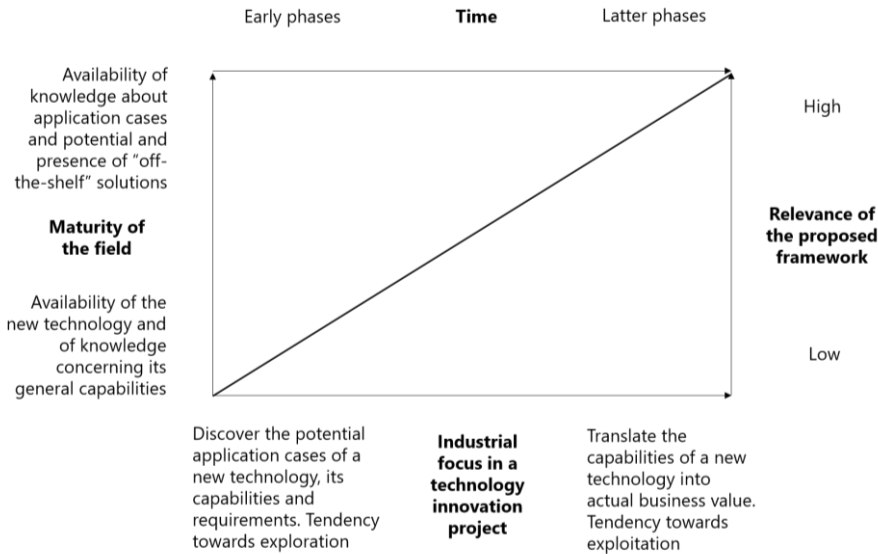 Early phases
Time
Latter phases
Availability of
knowledge about
application cases
and potential and
presence of "off-
the-shelf" solutions
Maturity of
the field
Availability of the
new technology and
of knowledge
concerning its
general capabilities
High
Relevance of
the proposed
framework
Low
Discover the potential
application cases of a
new technology, its
capabilities and
requirements. Tendency
towards exploration
Industrial
focus in a
technology
innovation
project
Translate the
capabilities of a new
technology into
actual business value.
Tendency towards
exploitation